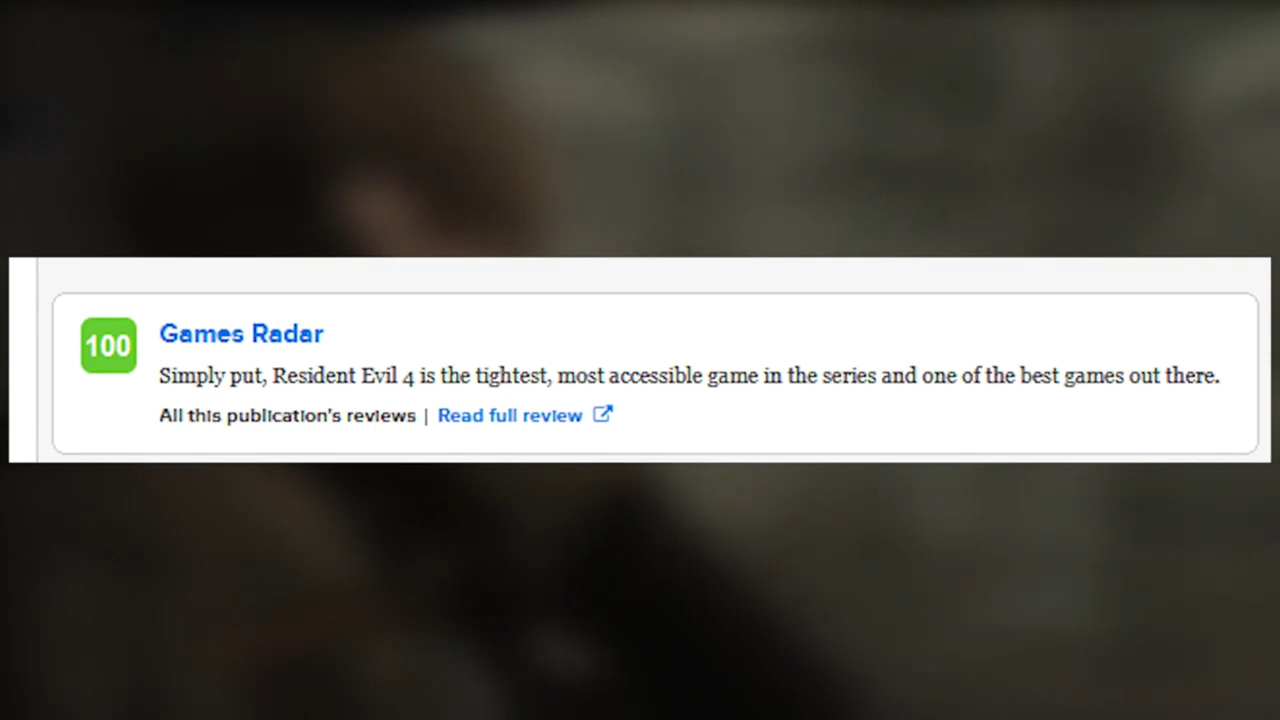 100
Games Radar
Simply put, Resident Evil 4 is the tightest, most accessible game in the series and one of the best games out there.
All this publication's reviews | Read full review